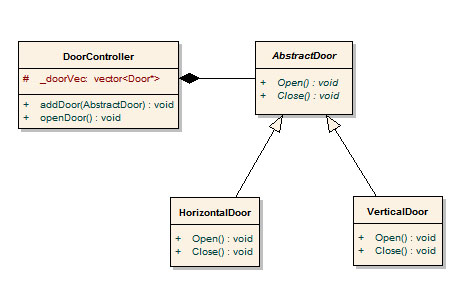 DoorController
# _doorVec: vector<Door*>
+ addDoor(AbstractDoor) : void
+ openDoor() : void
AbstractDoor
+ Open() : void
+ Close() : void
HorizontalDoor
+ Open() : void
+ Close() : void
VerticalDoor
+ Open() : void
+ Close() : void